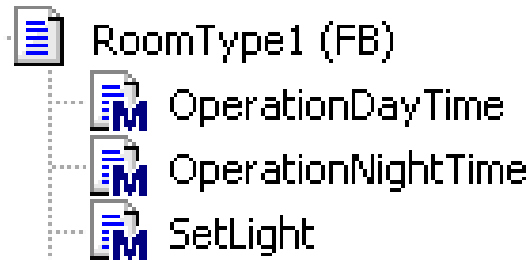 RoomType1 (FB)
M OperationDayTime
M OperationNightTime
M SetLight